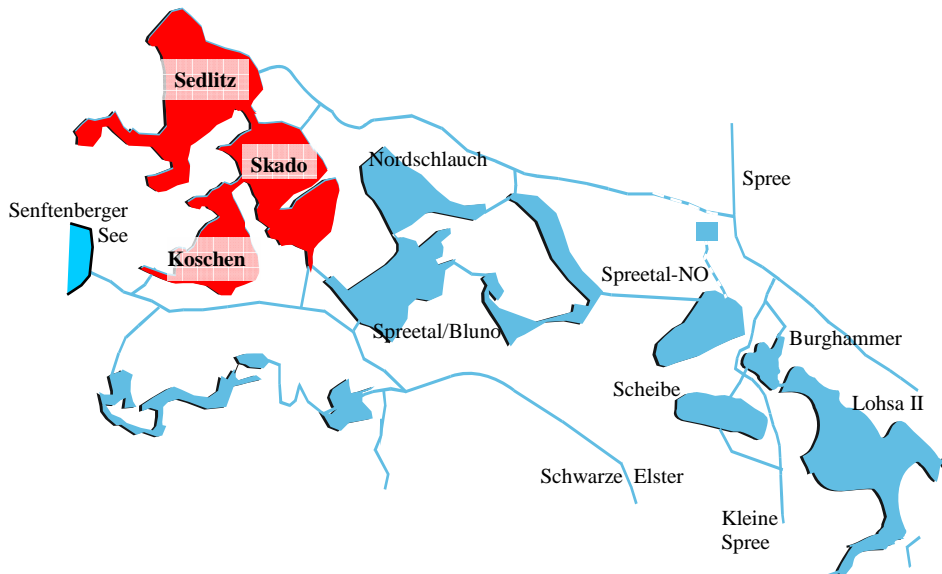 Sedlitz
Skado
Nordschlauch
Spree
Senftenberger
See
Koschen
Spreetal-NO
Spreetal/Bluno
Burghammer
Scheibe
Lohsa II
Schwarze Elster
Kleine
Spree